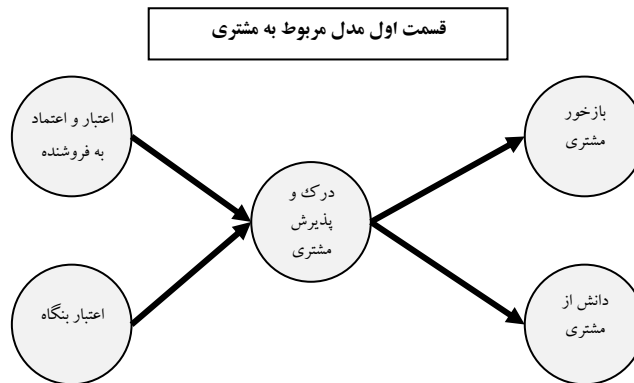 قسمت اول مدل مربوط به مشتری
اعتبار و اعتماد
به فروشنده
بازخور
مشتری
درک و
پذیرش
مشتری
اعتبار بنگاه
دانش از
مشتری